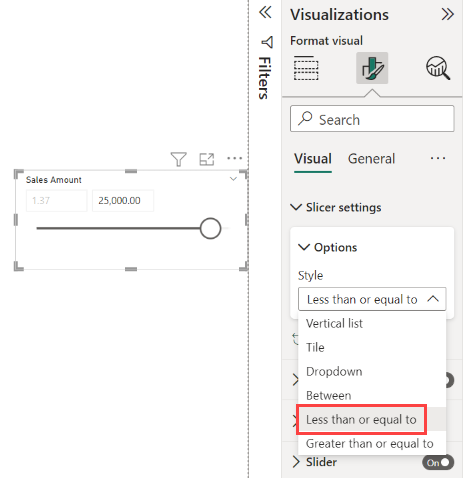 Visualizations
Format visual
Filters
Search
Visual General
Sales Amount
1.37 25,000.00
Slicer settings
Options
Style
Less than or equal to
Vertical list
Tile
Dropdown
Between
Less than or equal to
Greater than or equal to
Slider On